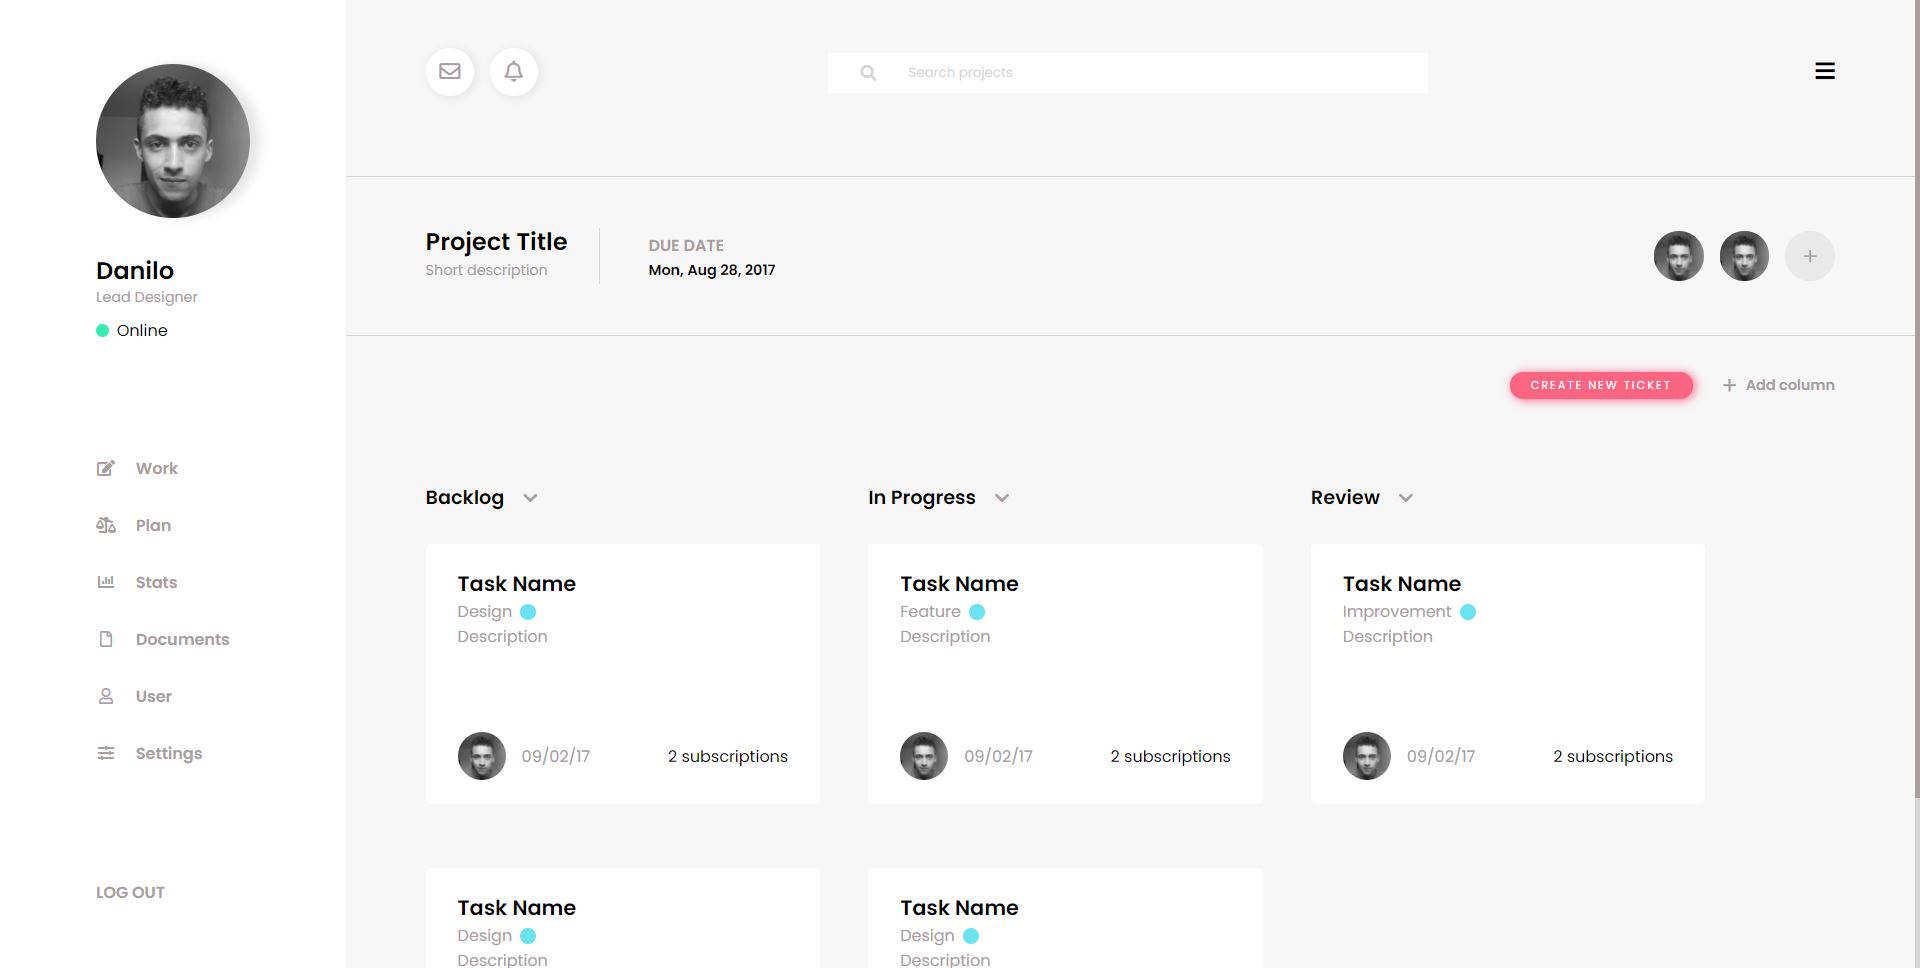 Danilo
Lead Designer
Online
Work
Plan
Stats
Documents
User
Settings
LOG OUT
Search projects
Project Title
Short description
DUE DATE
Mon, Aug 28, 2017
+
CREATE NEW TICKET
+ Add column
Backlog
Task Name
Design
Description
09/02/17 2 subscriptions
Task Name
Design
Description
In Progress
Task Name
Feature
Description
09/02/17 2 subscriptions
Task Name
Design
Description
Review
Task Name
Improvement
Description
09/02/17 2 subscriptions